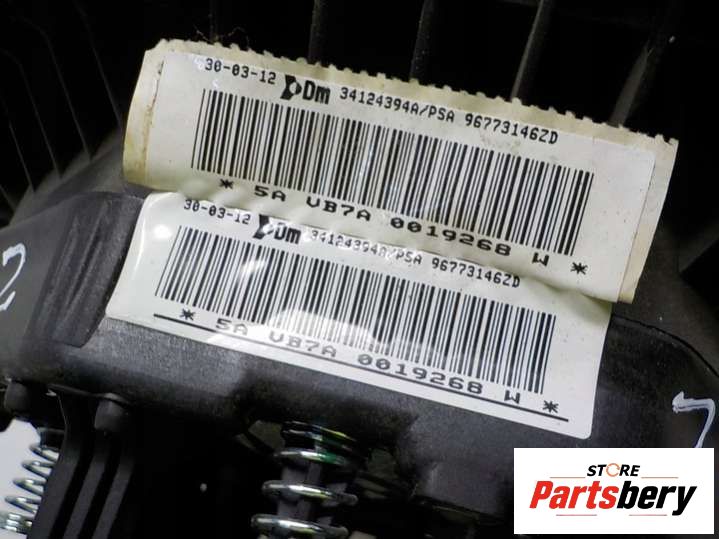 30-03-12 Dm 34124394A/PSA 96773146ZD
* 5A VB7A 0019268 W *
30-03-12 Dm 34124394A/PSA 96773146ZD
* 5A VB7A 0019268 W *
2
STORE
Partsbery